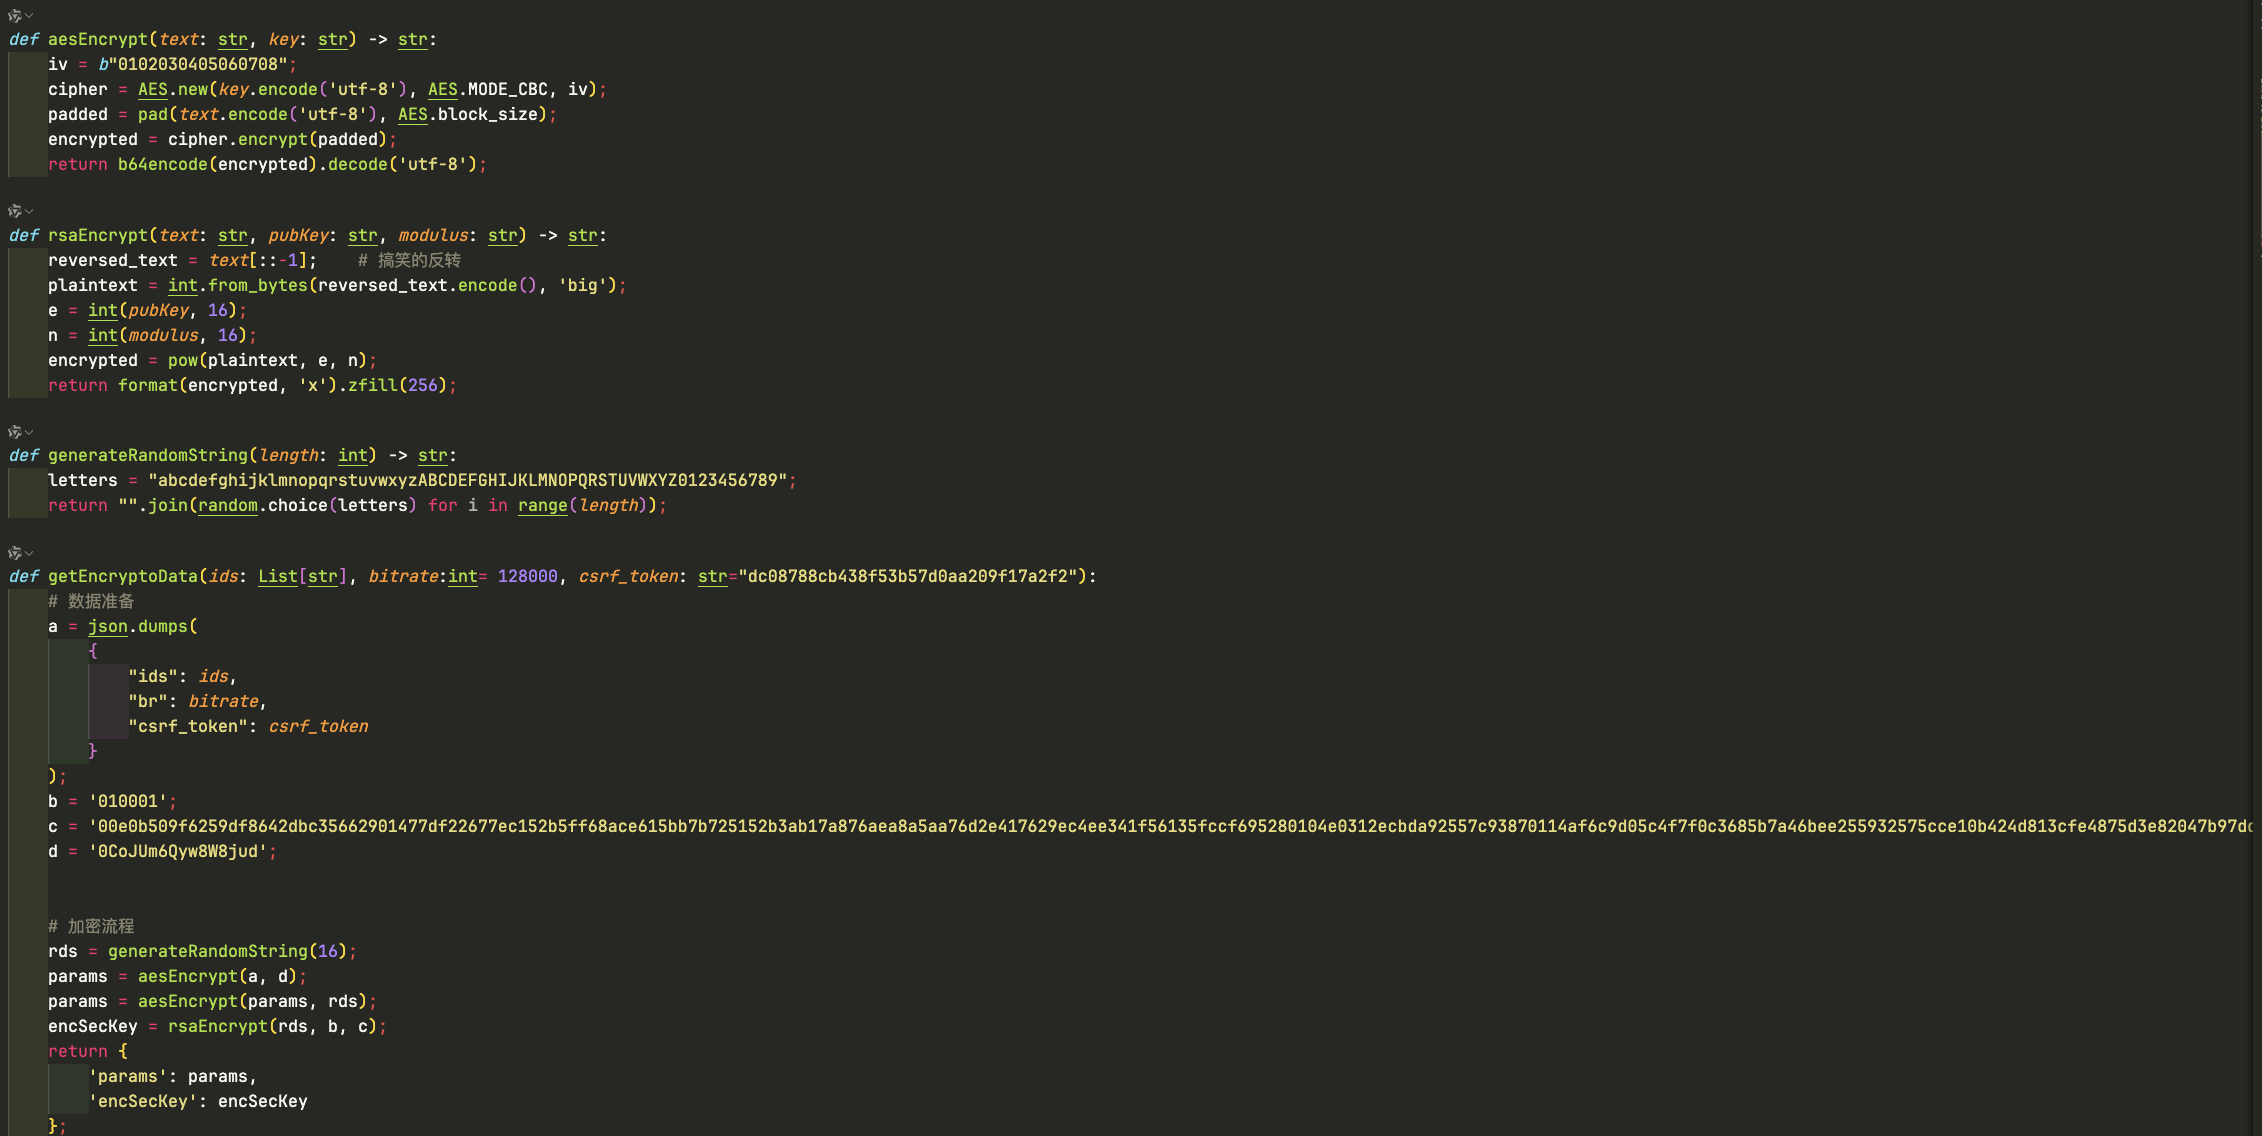 def aesEncrypt(text: str, key: str) -> str:
    iv = b"0102030405060708";
    cipher = AES.new(key.encode('utf-8'), AES.MODE_CBC, iv);
    padded = pad(text.encode('utf-8'), AES.block_size);
    encrypted = cipher.encrypt(padded);
    return b64encode(encrypted).decode('utf-8');
def rsaEncrypt(text: str, pubKey: str, modulus: str) -> str:
    reversed_text = text[::-1];    # 搞笑的反转
    plaintext = int.from_bytes(reversed_text.encode(), 'big');
    e = int(pubKey, 16);
    n = int(modulus, 16);
    encrypted = pow(plaintext, e, n);
    return format(encrypted, 'x').zfill(256);
def generateRandomString(length: int) -> str:
    letters = "abcdefghijklmnopqrstuvwxyzABCDEFGHIJKLMNOPQRSTUVWXYZ0123456789";
    return "".join(random.choice(letters) for i in range(length));
def getEncryptoData(ids: List[str], bitrate:int= 128000, csrf_token: str="dc08788cb438f53b57d0aa209f17a2f2"):
    # 数据准备
    a = json.dumps(
        {
            "ids": ids,
            "br": bitrate,
            "csrf_token": csrf_token
        }
    );
    b = '010001';
    c = '00e0b509f6259df8642dbc35662901477df22677ec152b5ff68ace615bb7b725152b3ab17a876aea8a5aa76d2e417629ec4ee341f56135fccf695280104e0312ecbda92557c93870114af6c9d05c4f7f0c3685b7a46bee255932575cce10b424d813cfe4875d3e82047b97d
    d = '0CoJUm6Qyw8W8jud';
    # 加密流程
    rds = generateRandomString(16);
    params = aesEncrypt(a, d);
    params = aesEncrypt(params, rds);
    encSecKey = rsaEncrypt(rds, b, c);
    return {
        'params': params,
        'encSecKey': encSecKey
    };